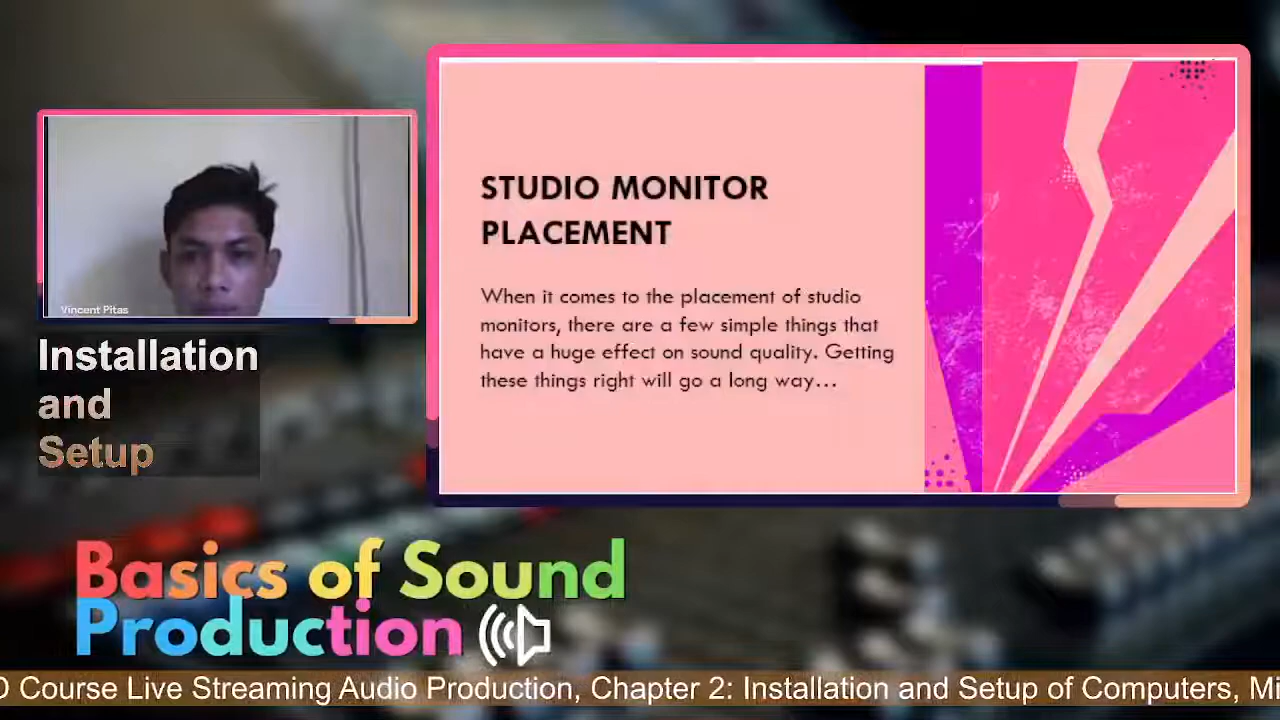 Vincent Pitas
Installation
and
Setup
STUDIO MONITOR
PLACEMENT
When it comes to the placement of studio
monitors, there are a few simple things that
have a huge effect on sound quality. Getting
these things right will go a long way...
Basics of Sound
Production
Course Live Streaming Audio Production, Chapter 2: Installation and Setup of Computers,